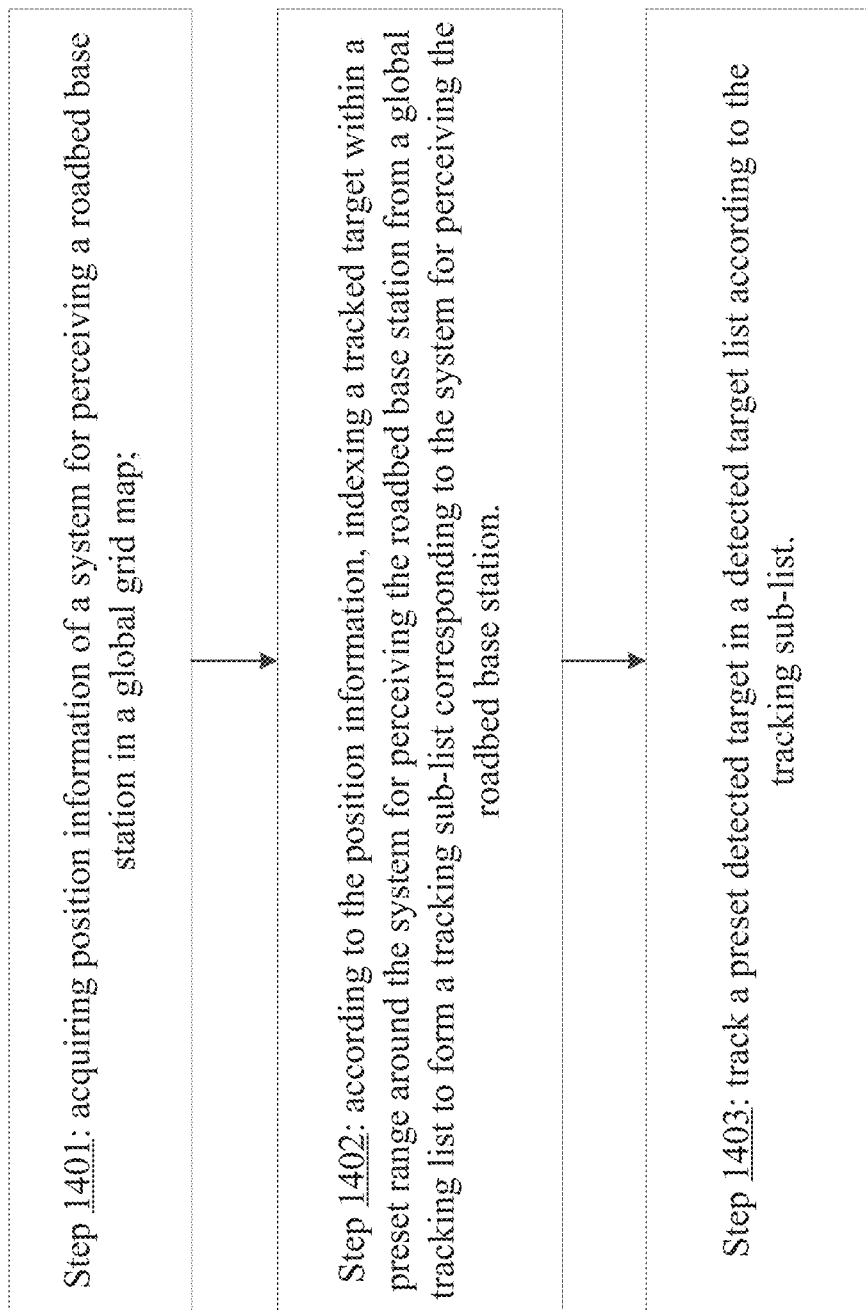 Step 1401: acquiring position information of a system for perceiving a roadbed base
station in a global grid map;
Step 1402: according to the position information, indexing a tracked target within a
preset range around the system for perceiving the roadbed base station from a global
tracking list to form a tracking sub-list corresponding to the system for perceiving the
roadbed base station.
Step 1403: track a preset detected target in a detected target list according to the
tracking sub-list.